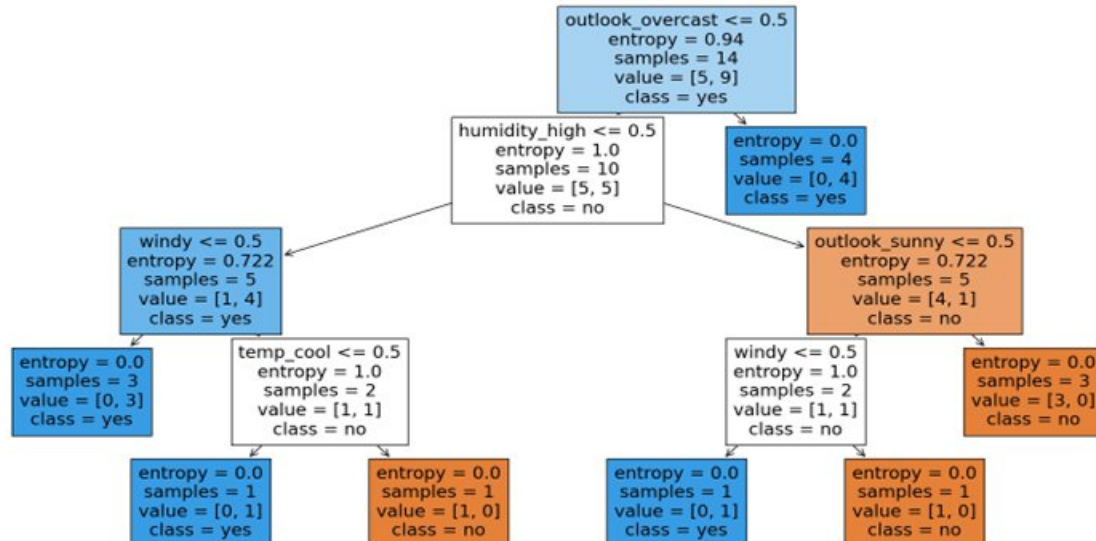 outlook_overcast <= 0.5
entropy = 0.94
samples = 14
value = [5, 9]
class = yes
humidity_high <= 0.5
entropy = 1.0
samples = 10
value = [5, 5]
class = no
entropy = 0.0
samples = 4
value = [0, 4]
class = yes
windy <= 0.5
entropy = 0.722
samples = 5
value = [1, 4]
class = yes
outlook_sunny <= 0.5
entropy = 0.722
samples = 5
value = [4, 1]
class = no
entropy = 0.0
samples = 3
value = [0, 3]
class = yes
temp_cool <= 0.5
entropy = 1.0
samples = 2
value = [1, 1]
class = no
windy <= 0.5
entropy = 1.0
samples = 2
value = [1, 1]
class = no
entropy = 0.0
samples = 3
value = [3, 0]
class = no
entropy = 0.0
samples = 1
value = [0, 1]
class = yes
entropy = 0.0
samples = 1
value = [1, 0]
class = no
entropy = 0.0
samples = 1
value = [0, 1]
class = yes
entropy = 0.0
samples = 1
value = [1, 0]
class = no